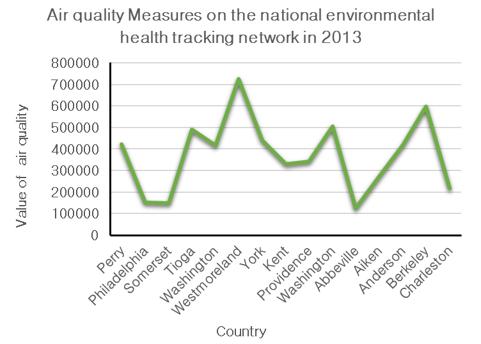 Air quality Measures on the national environmental
health tracking network in 2013
800000
700000
600000
500000
400000
300000
200000
100000
0
Value of air quality
Perry
Philadelphia
Somerset
Tioga
Washington
Westmoreland
York
Kent
Providence
Washington
Abbeville
Aiken
Anderson
Berkeley
Charleston
Country